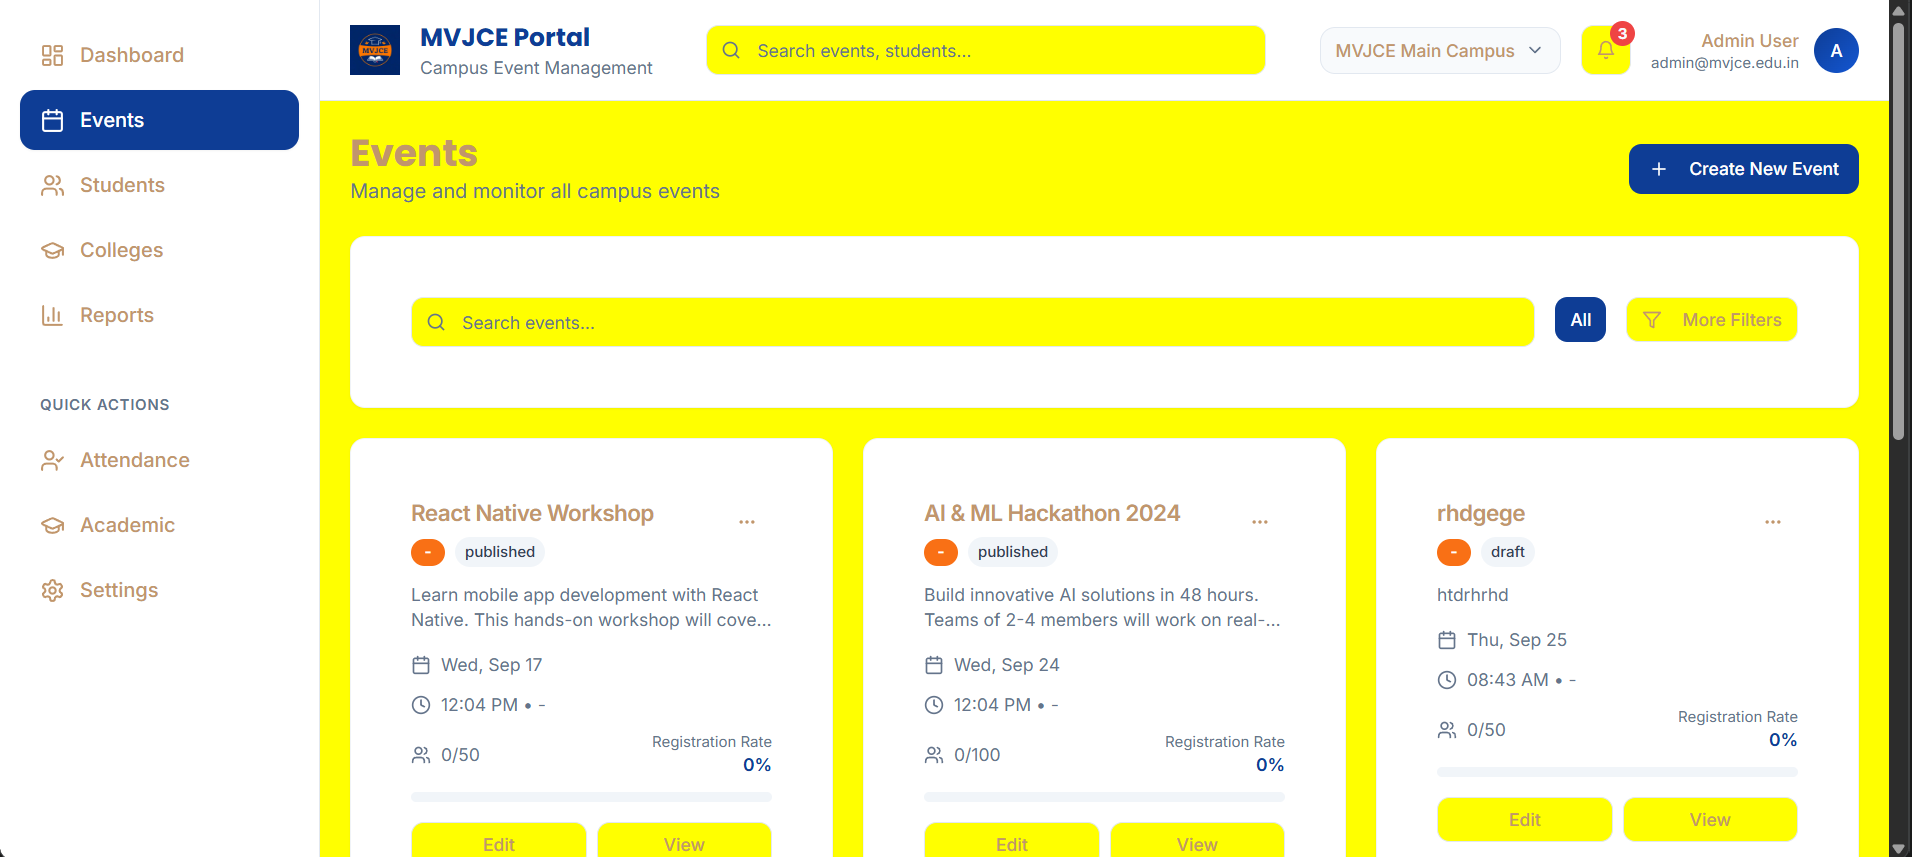 Dashboard
Events
Students
Colleges
Reports
QUICK ACTIONS
Attendance
Academic
Settings
MVJCE
MVJCE Portal
Campus Event Management
Search events, students...
MVJCE Main Campus
3
Admin User
admin@mvjce.edu.in
A
Events
Manage and monitor all campus events
+ Create New Event
Search events...
All
More Filters
React Native Workshop ...
- published
Learn mobile app development with React
Native. This hands-on workshop will cove...
Wed, Sep 17
12:04 PM • -
0/50
Registration Rate
0%
Edit View
AI & ML Hackathon 2024 ...
- published
Build innovative AI solutions in 48 hours.
Teams of 2-4 members will work on real-...
Wed, Sep 24
12:04 PM • -
0/100
Registration Rate
0%
Edit View
rhdgege ...
- draft
htdrhrhd
Thu, Sep 25
08:43 AM • -
0/50
Registration Rate
0%
Edit View